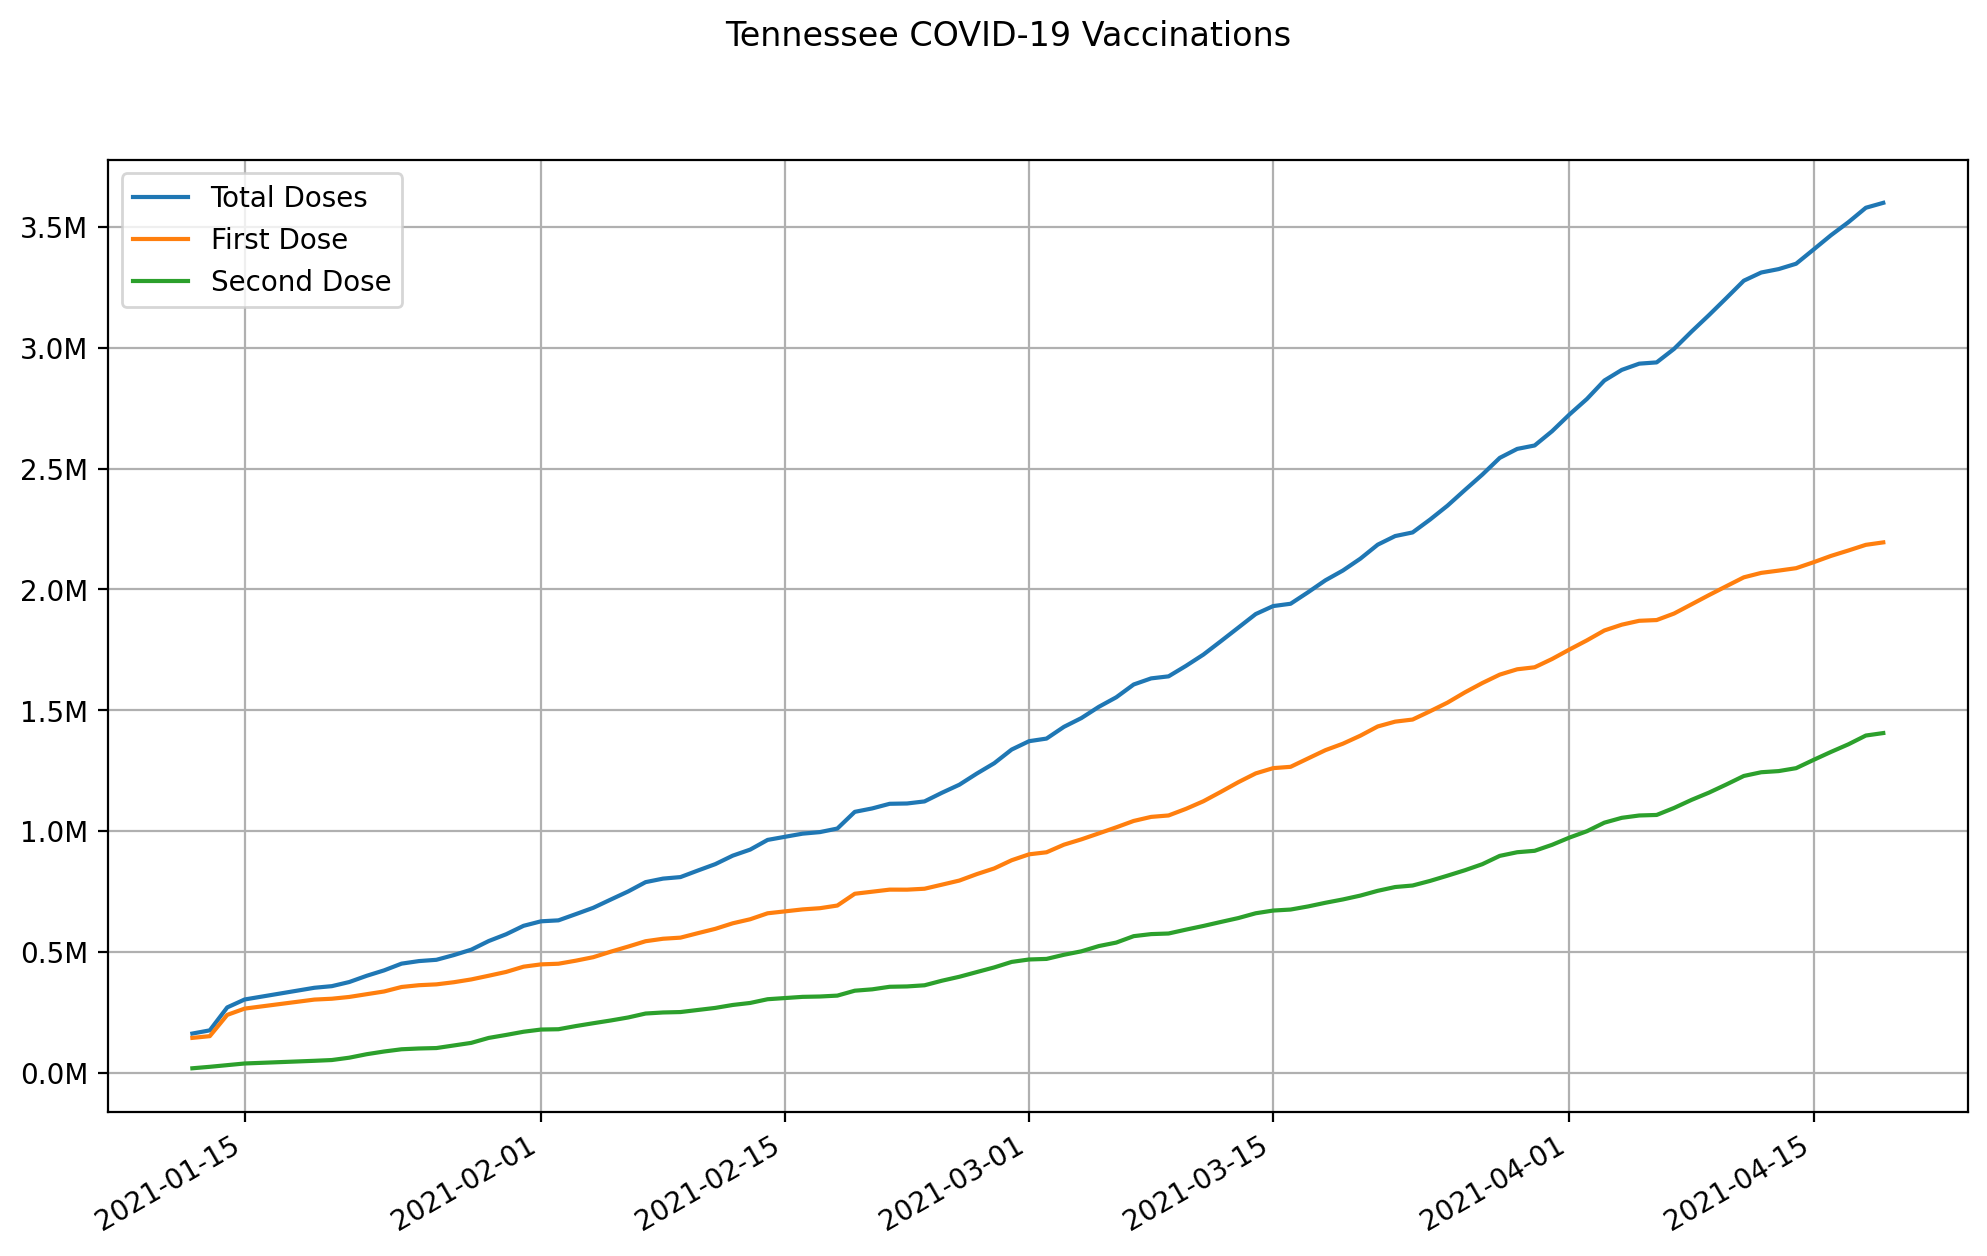 Tennessee COVID-19 Vaccinations
Total Doses
First Dose
Second Dose
3.5M
3.0M
2.5M
2.0M
1.5M
1.0M
0.5M
0.0M
2021-01-15
2021-02-01
2021-02-15
2021-03-01
2021-03-15
2021-04-01
2021-04-15